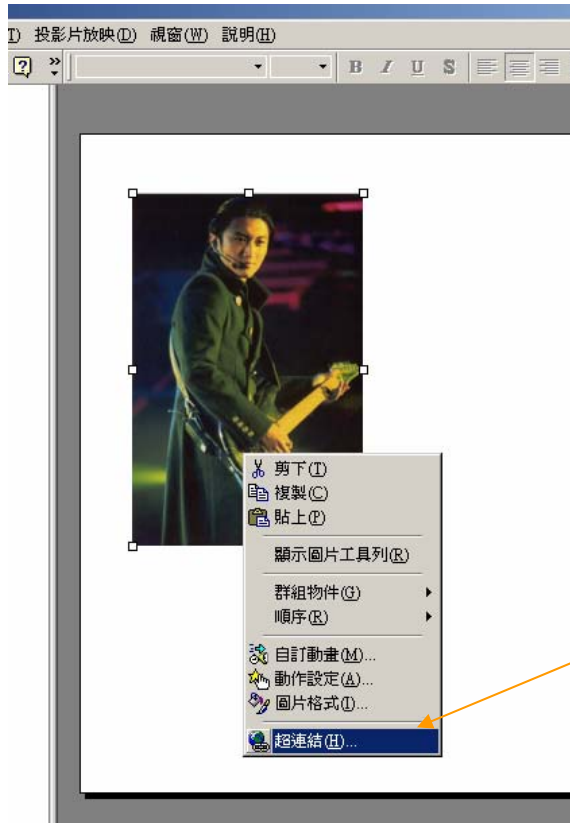 T) 投影片放映(D) 視窗(W) 說明(H)
B I U S
剪下(T)
複製(C)
貼上(P)
顯示圖片工具列(R)
群組物件(G)
順序(R)
自訂動畫(M)...
動作設定(A)...
圖片格式(I)...
超連結(H)...